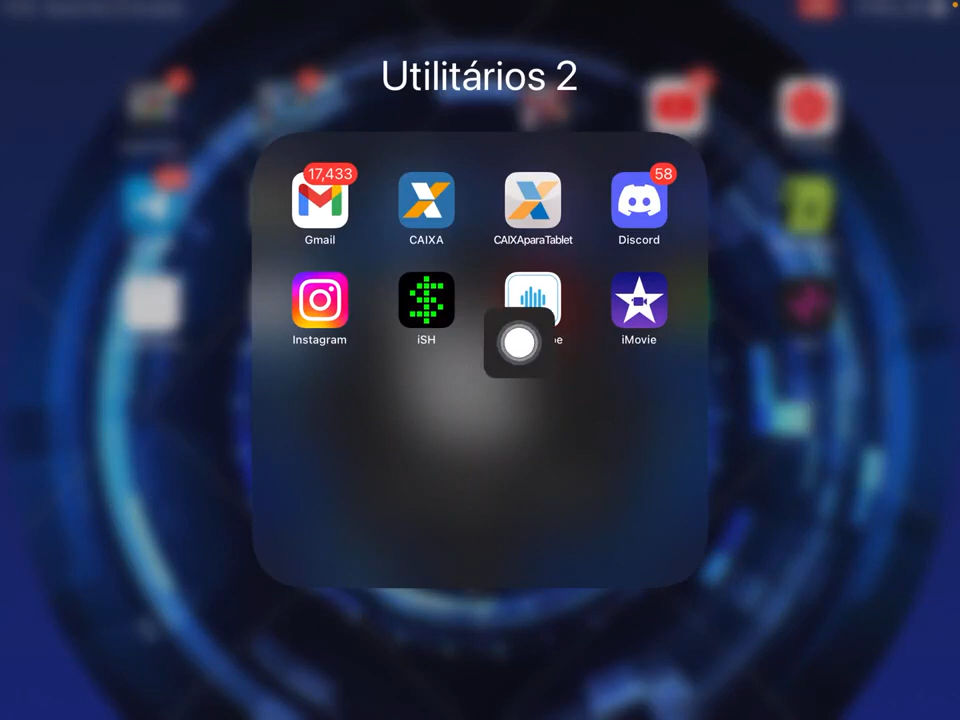 Utilitários 2
17,433
58
Gmail
CAIXA
CAIXAparaTablet
Discord
Instagram
iSH
iMovie